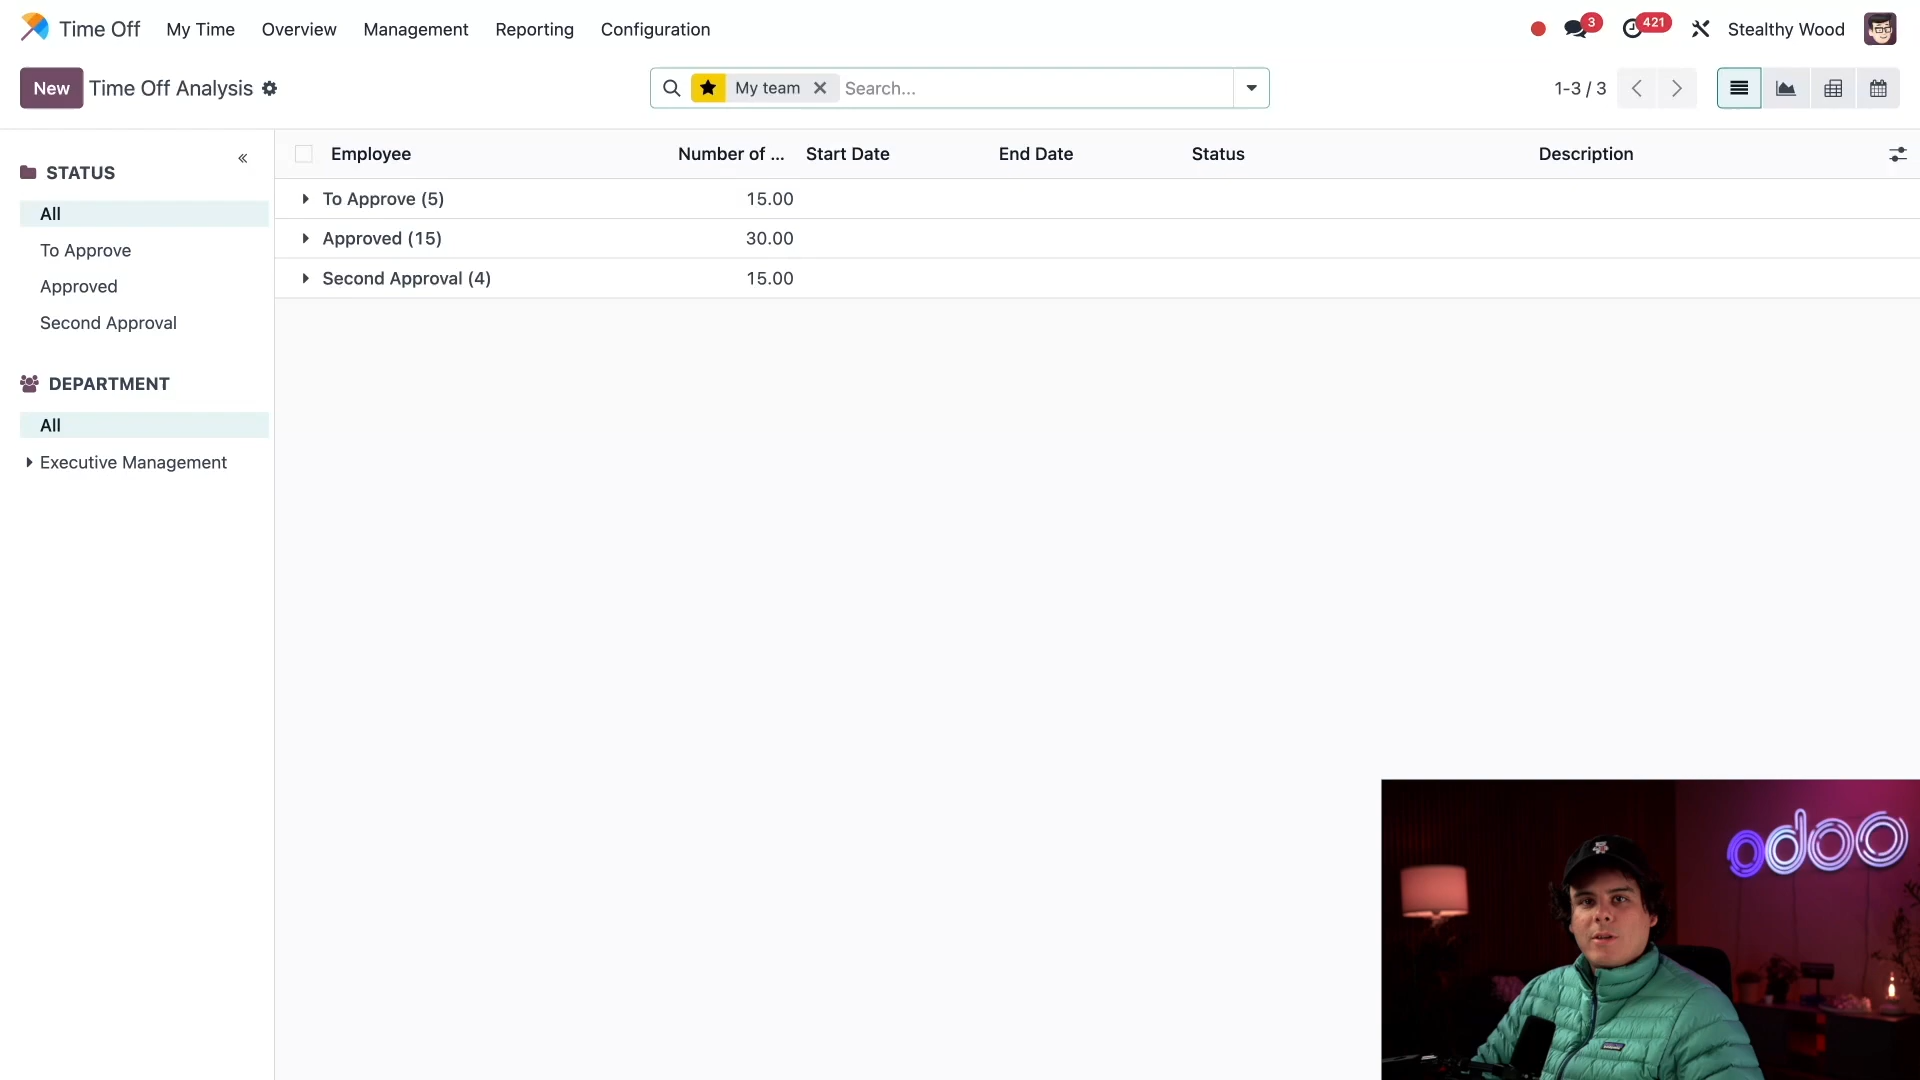 Time Off My Time Overview Management Reporting Configuration 3 421 Stealthy Wood
New Time Off Analysis My team Search... 1-3 / 3
STATUS
All
To Approve
Approved
Second Approval
DEPARTMENT
All
Executive Management
Employee Number of ... Start Date End Date Status Description
To Approve (5) 15.00
Approved (15) 30.00
Second Approval (4) 15.00
odoo